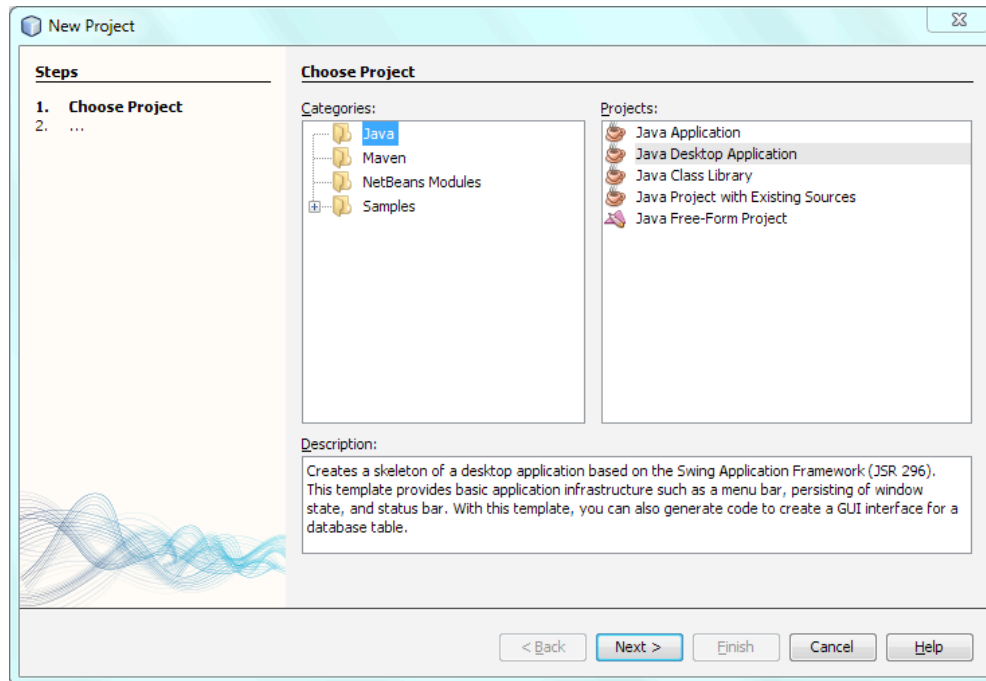 New Project
Steps
1. Choose Project
2. ...
Choose Project
Categories:
Java
Maven
NetBeans Modules
Samples
Projects:
Java Application
Java Desktop Application
Java Class Library
Java Project with Existing Sources
Java Free-Form Project
Description:
Creates a skeleton of a desktop application based on the Swing Application Framework (JSR 296).
This template provides basic application infrastructure such as a menu bar, persisting of window
state, and status bar. With this template, you can also generate code to create a GUI interface for a
database table.
< Back
Next >
Finish
Cancel
Help